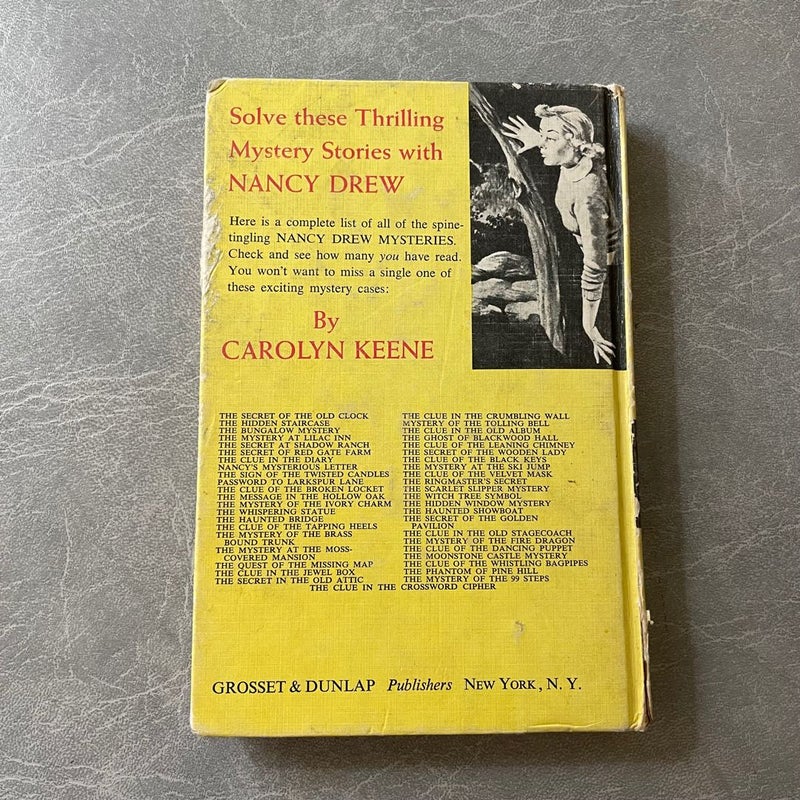 Solve these Thrilling
Mystery Stories with
NANCY DREW
Here is a complete list of all of the spine-
tingling NANCY DREW MYSTERIES.
Check and see how many you have read.
You won't want to miss a single one of
these exciting mystery cases:
By
CAROLYN KEENE
THE SECRET OF THE OLD CLOCK
THE HIDDEN STAIRCASE
THE BUNGALOW MYSTERY
THE MYSTERY AT LILAC INN
THE SECRET AT SHADOW RANCH
THE SECRET OF RED GATE FARM
THE CLUE IN THE DIARY
NANCY'S MYSTERIOUS LETTER
THE SIGN OF THE TWISTED CANDLES
PASSWORD TO LARKSPUR LANE
THE CLUE OF THE BROKEN LOCKET
THE MESSAGE IN THE HOLLOW OAK
THE MYSTERY OF THE IVORY CHARM
THE WHISPERING STATUE
THE HAUNTED BRIDGE
THE CLUE OF THE TAPPING HEELS
THE MYSTERY OF THE BRASS
BOUND TRUNK
THE MYSTERY AT THE MOSS-
COVERED MANSION
THE QUEST OF THE MISSING MAP
THE CLUE IN THE JEWEL BOX
THE SECRET IN THE OLD ATTIC
THE CLUE IN THE CRUMBLING WALL
MYSTERY OF THE TOLLING BELL
THE CLUE IN THE OLD ALBUM
THE GHOST OF BLACKWOOD HALL
THE CLUE OF THE LEANING CHIMNEY
THE SECRET OF THE WOODEN LADY
THE CLUE OF THE BLACK KEYS
THE MYSTERY AT THE SKI JUMP
THE CLUE OF THE VELVET MASK
THE RINGMASTER'S SECRET
THE SCARLET SLIPPER MYSTERY
THE WITCH TREE SYMBOL
THE HIDDEN WINDOW MYSTERY
THE HAUNTED SHOWBOAT
THE SECRET OF THE GOLDEN
PAVILION
THE CLUE IN THE OLD STAGECOACH
THE MYSTERY OF THE FIRE DRAGON
THE CLUE OF THE DANCING PUPPET
THE MOONSTONE CASTLE MYSTERY
THE CLUE OF THE WHISTLING BAGPIPES
THE PHANTOM OF PINE HILL
THE MYSTERY OF THE 99 STEPS
THE CLUE IN THE CROSSWORD CIPHER
GROSSET & DUNLAP Publishers NEW YORK, N. Y.